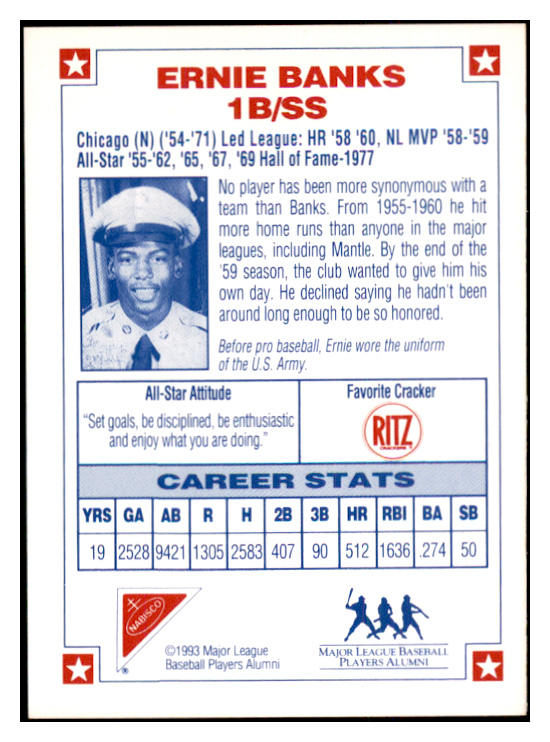 ERNIE BANKS
1B/SS
Chicago (N) ('54-'71) Led League: HR '58 '60, NL MVP '58-'59
All-Star '55-'62, '65, '67, '69 Hall of Fame-1977
No player has been more synonymous with a
team than Banks. From 1955-1960 he hit
more home runs than anyone in the major
leagues, including Mantle. By the end of the
'59 season, the club wanted to give him his
own day. He declined saying he hadn't been
around long enough to be so honored.
Before pro baseball, Ernie wore the uniform
of the U.S. Army.
All-Star Attitude
"Set goals, be disciplined, be enthusiastic
and enjoy what you are doing."
Favorite Cracker
RITZ
CRACKERS
CAREER STATS
YRS GA AB R H 2B 3B HR RBI BA SB
19 2528 9421 1305 2583 407 90 512 1636 .274 50
NABISCO
®
©1993 Major League
Baseball Players Alumni
MAJOR LEAGUE BASEBALL
PLAYERS ALUMNI